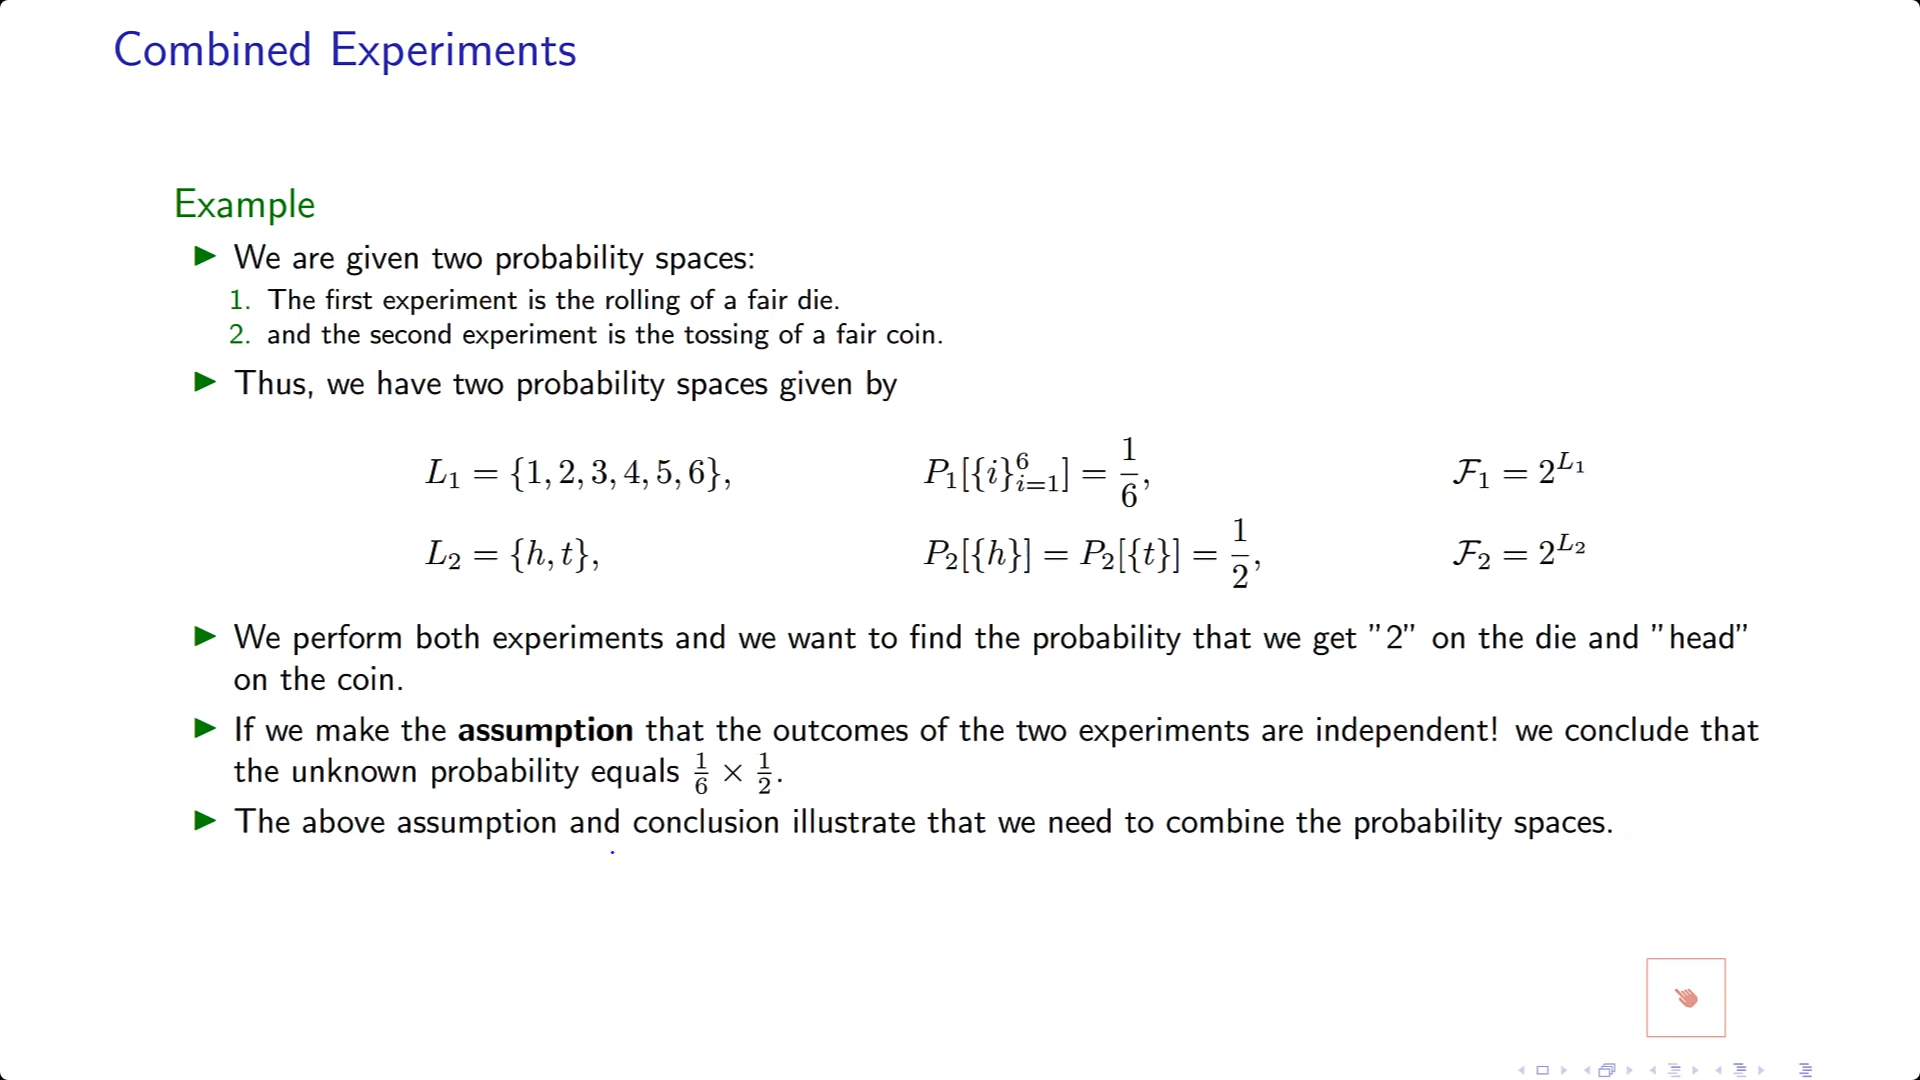 Combined Experiments
Example
▶ We are given two probability spaces:
1. The first experiment is the rolling of a fair die.
2. and the second experiment is the tossing of a fair coin.
▶ Thus, we have two probability spaces given by
L₁ = {1, 2, 3, 4, 5, 6}, P₁[{i}_{i=1}^{6}] = 1/6, ℱ₁ = 2^{L₁}
L₂ = {h, t}, P₂[{h}] = P₂[{t}] = 1/2, ℱ₂ = 2^{L₂}
▶ We perform both experiments and we want to find the probability that we get ”2” on the die and ”head”
on the coin.
▶ If we make the assumption that the outcomes of the two experiments are independent! we conclude that
the unknown probability equals 1/6 × 1/2.
▶ The above assumption and conclusion illustrate that we need to combine the probability spaces.